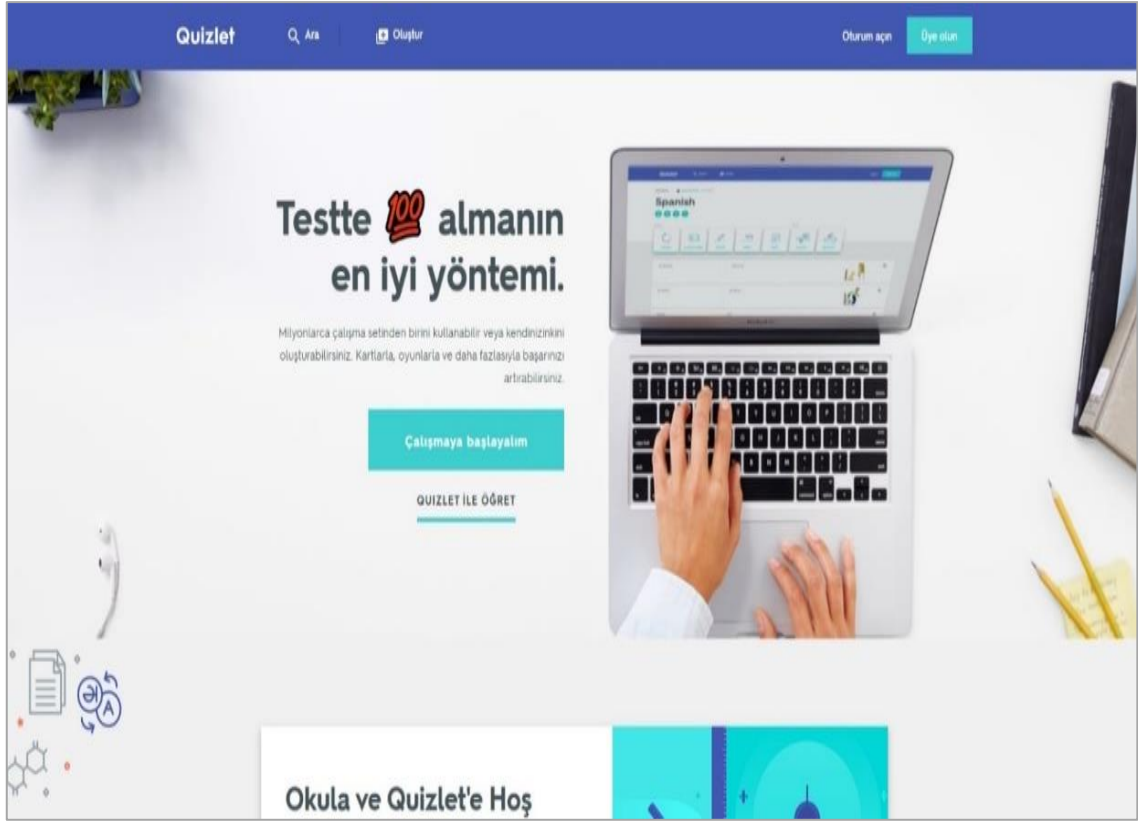 Quizlet
Ara
Oluştur
Oturum açın
Üye olun
Testte 💯 almanın
en iyi yöntemi.
Milyonlarca çalışma setinden birini kullanabilir veya kendinizinkini
oluşturabilirsiniz. Kartlarla, oyunlarla ve daha fazlasıyla başarınızı
artırabilirsiniz.
Çalışmaya başlayalım
QUIZLET İLE ÖĞRET
Spanish
Okula ve Quizlet'e Hoş